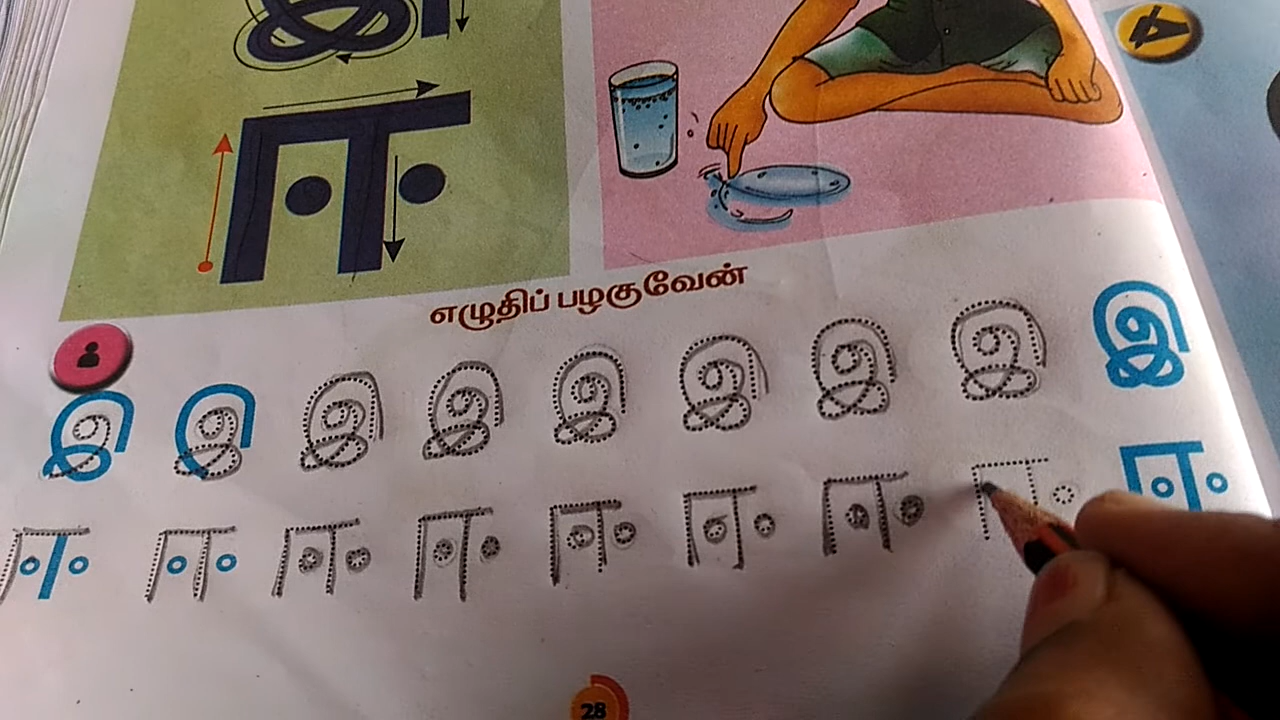 இ
ஈ
எழுதிப் பழகுவேன்
இ இ இ இ இ இ இ இ இ
ஈ ஈ ஈ ஈ ஈ ஈ ஈ ஈ ஈ
28